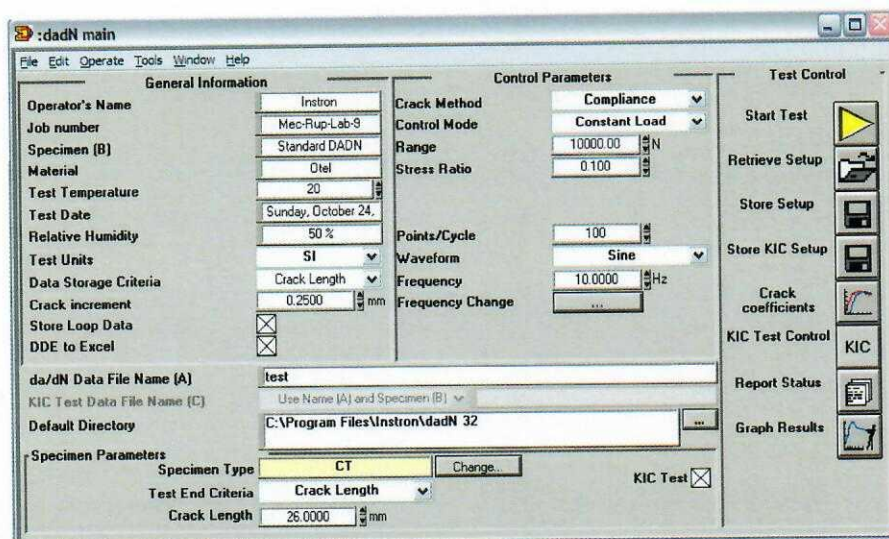 :dadN main
File Edit Operate Tools Window Help
General Information
Operator's Name Instron
Job number Mec-Rup-Lab-9
Specimen (B) Standard DADN
Material Otel
Test Temperature 20
Test Date Sunday, October 24,
Relative Humidity 50 %
Test Units SI
Data Storage Criteria Crack Length
Crack increment 0.2500 mm
Store Loop Data
DDE to Excel
Control Parameters
Crack Method Compliance
Control Mode Constant Load
Range 10000.00 N
Stress Ratio 0.100
Points/Cycle 100
Waveform Sine
Frequency 10.0000 Hz
Frequency Change ...
Test Control
Start Test
Retrieve Setup
Store Setup
Store KIC Setup
Crack
coefficients
KIC Test Control KIC
Report Status
Graph Results
da/dN Data File Name (A) test
KIC Test Data File Name (C) Use Name (A) and Specimen (B)
Default Directory C:\Program Files\Instron\dadN 32 ...
Specimen Parameters
Specimen Type CT Change...
Test End Criteria Crack Length
Crack Length 26.0000 mm
KIC Test